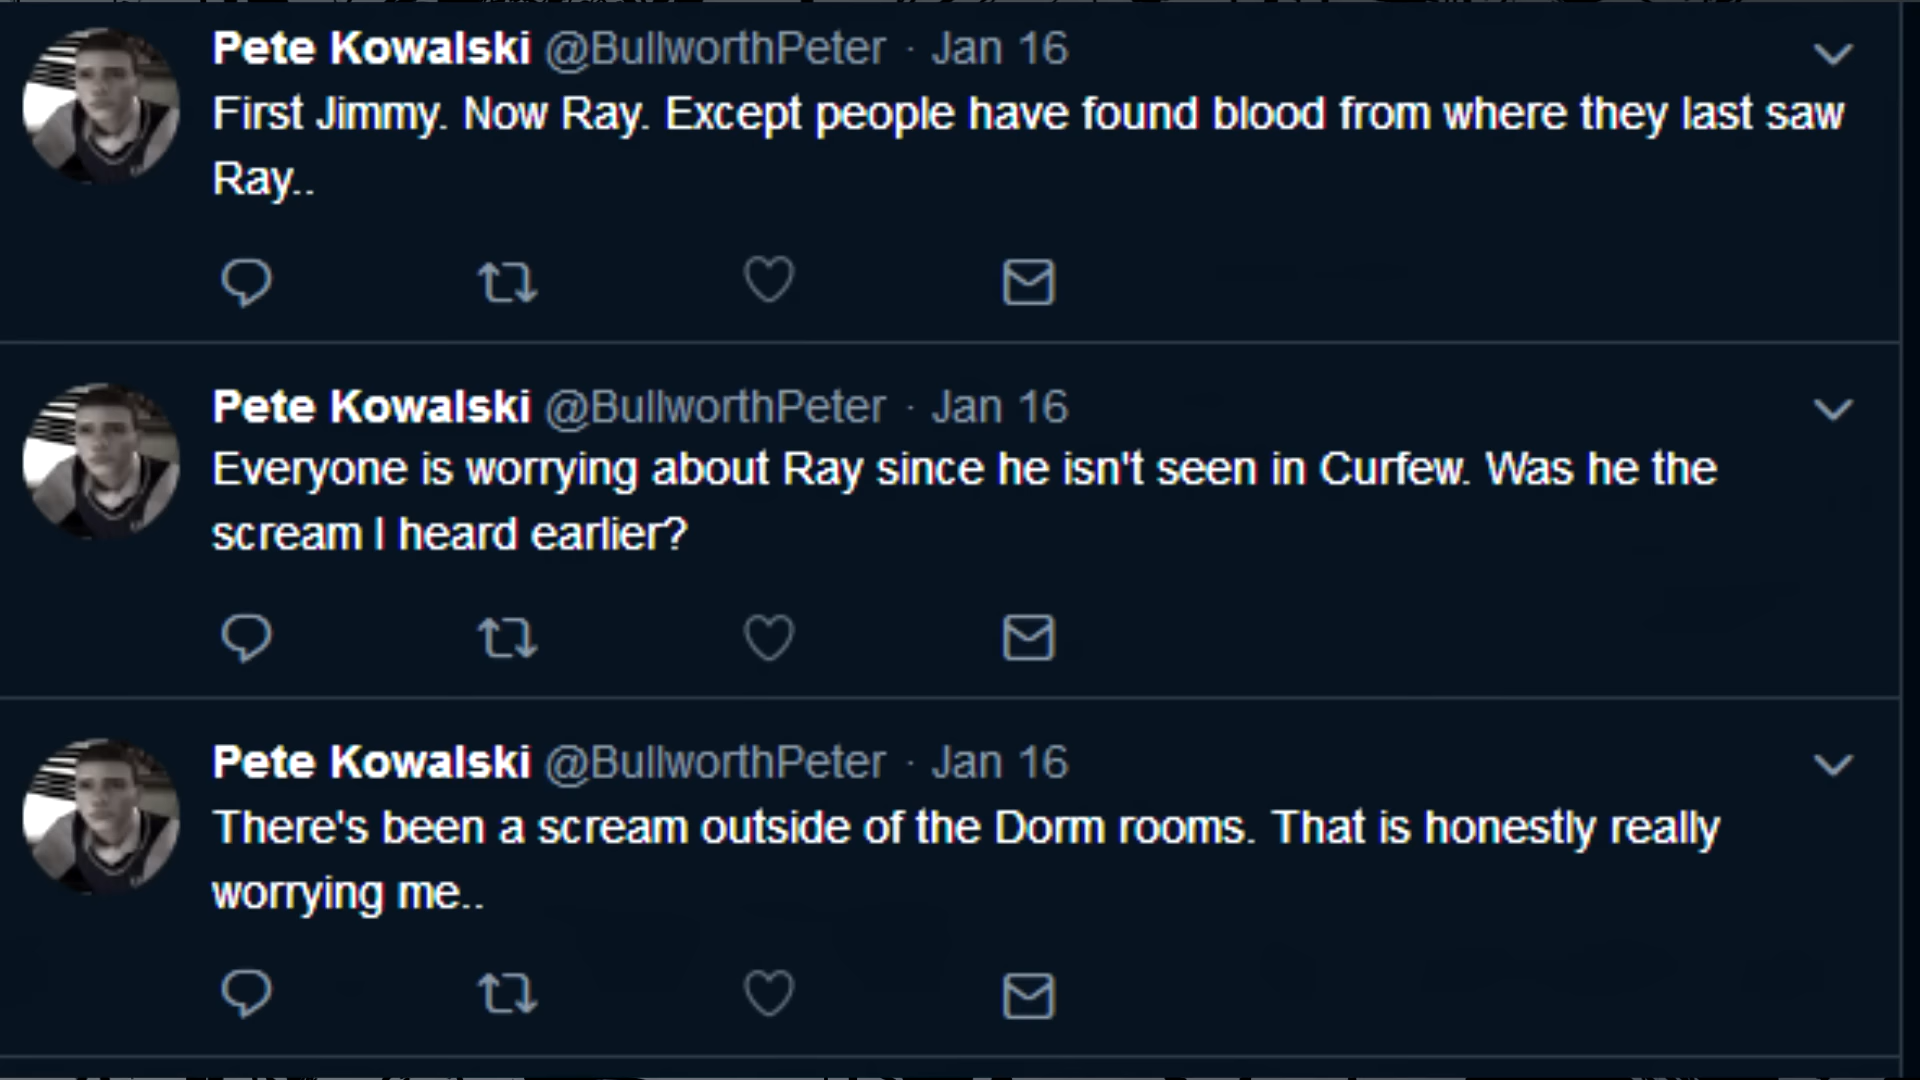 Pete Kowalski @BullworthPeter · Jan 16
First Jimmy. Now Ray. Except people have found blood from where they last saw
Ray..
Pete Kowalski @BullworthPeter · Jan 16
Everyone is worrying about Ray since he isn't seen in Curfew. Was he the
scream I heard earlier?
Pete Kowalski @BullworthPeter · Jan 16
There's been a scream outside of the Dorm rooms. That is honestly really
worrying me..